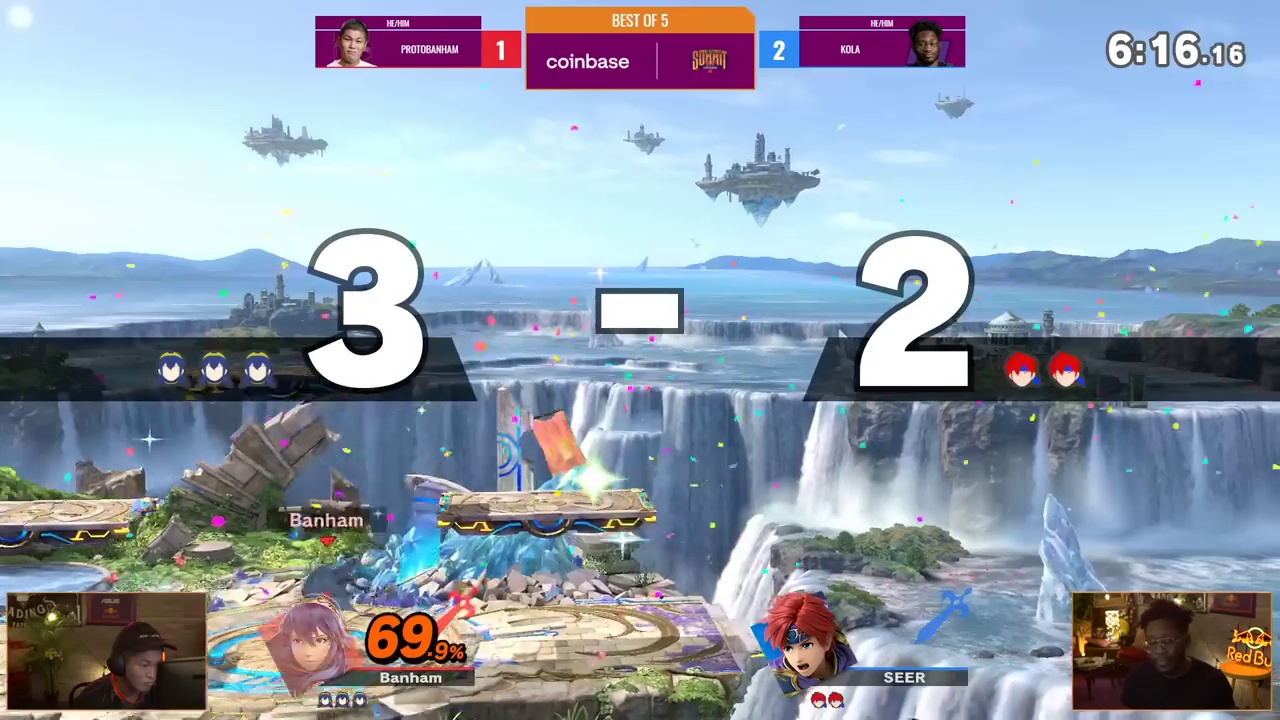 HE/HIM
PROTOBANHAM
1
BEST OF 5
coinbase
SUMMIT
2
HE/HIM
KOLA
6:16.16
3 - 2
Banham
69.9%
Banham
SEER
Red Bu